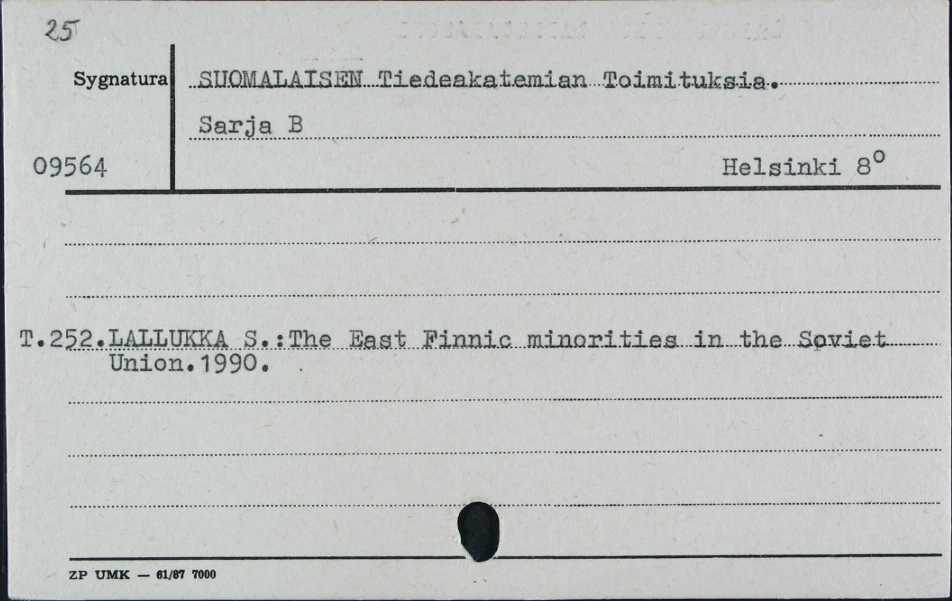 25
Sygnatura SUOMALAISEN Tiedeakatemian Toimituksia.
Sarja B
09564 Helsinki 8°
T.252.LALLUKKA S.:The East Finnic minorities in the Soviet
Union.1990.
ZP UMK — 61/87 7000